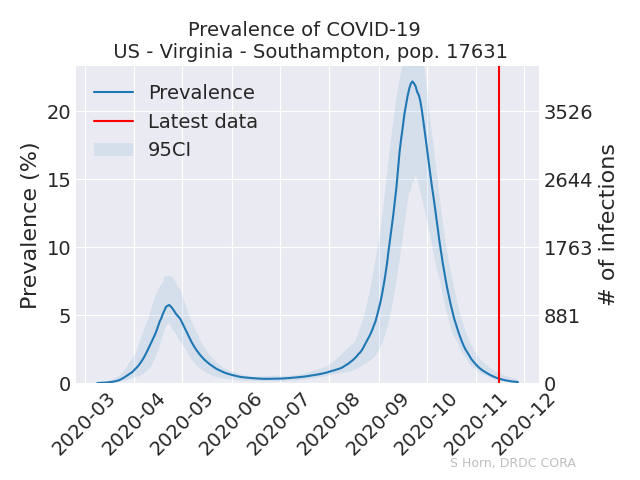 Prevalence of COVID-19
US - Virginia - Southampton, pop. 17631
Prevalence
Latest data
95CI
Prevalence (%)
20
15
10
5
0
3526
2644
1763
881
0
# of infections
2020-03
2020-04
2020-05
2020-06
2020-07
2020-08
2020-09
2020-10
2020-11
2020-12
S Horn, DRDC CORA